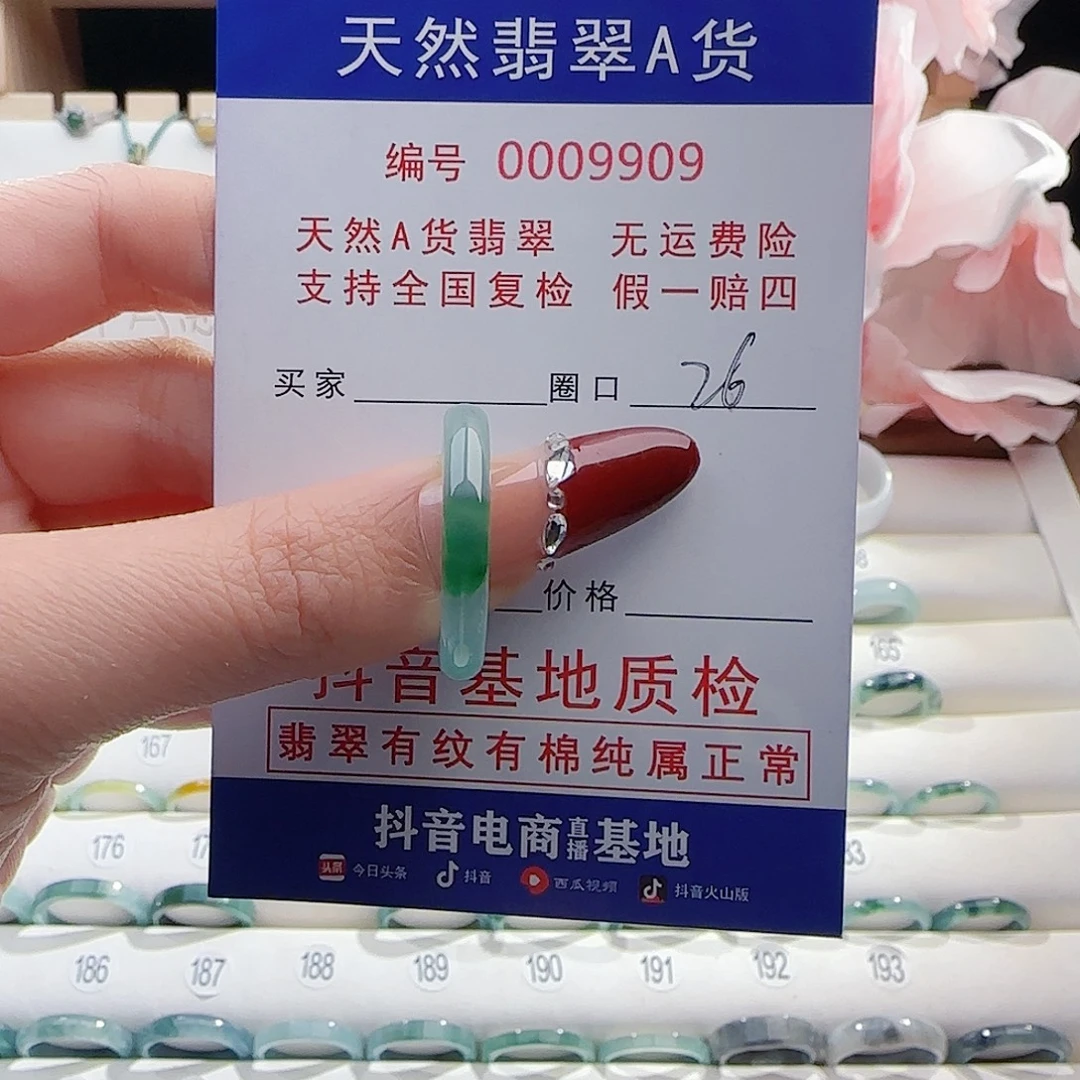 天然翡翠A货
编号 0009909
天然A货翡翠 无运费险
支持全国复检 假一赔四
买家 圈口 26
价格
抖音基地质检
翡翠有纹有棉纯属正常
抖音电商直播基地
头条 今日头条 抖音 西瓜视频 抖音火山版
165
167
176
186 187 188 189 190 191 192 193